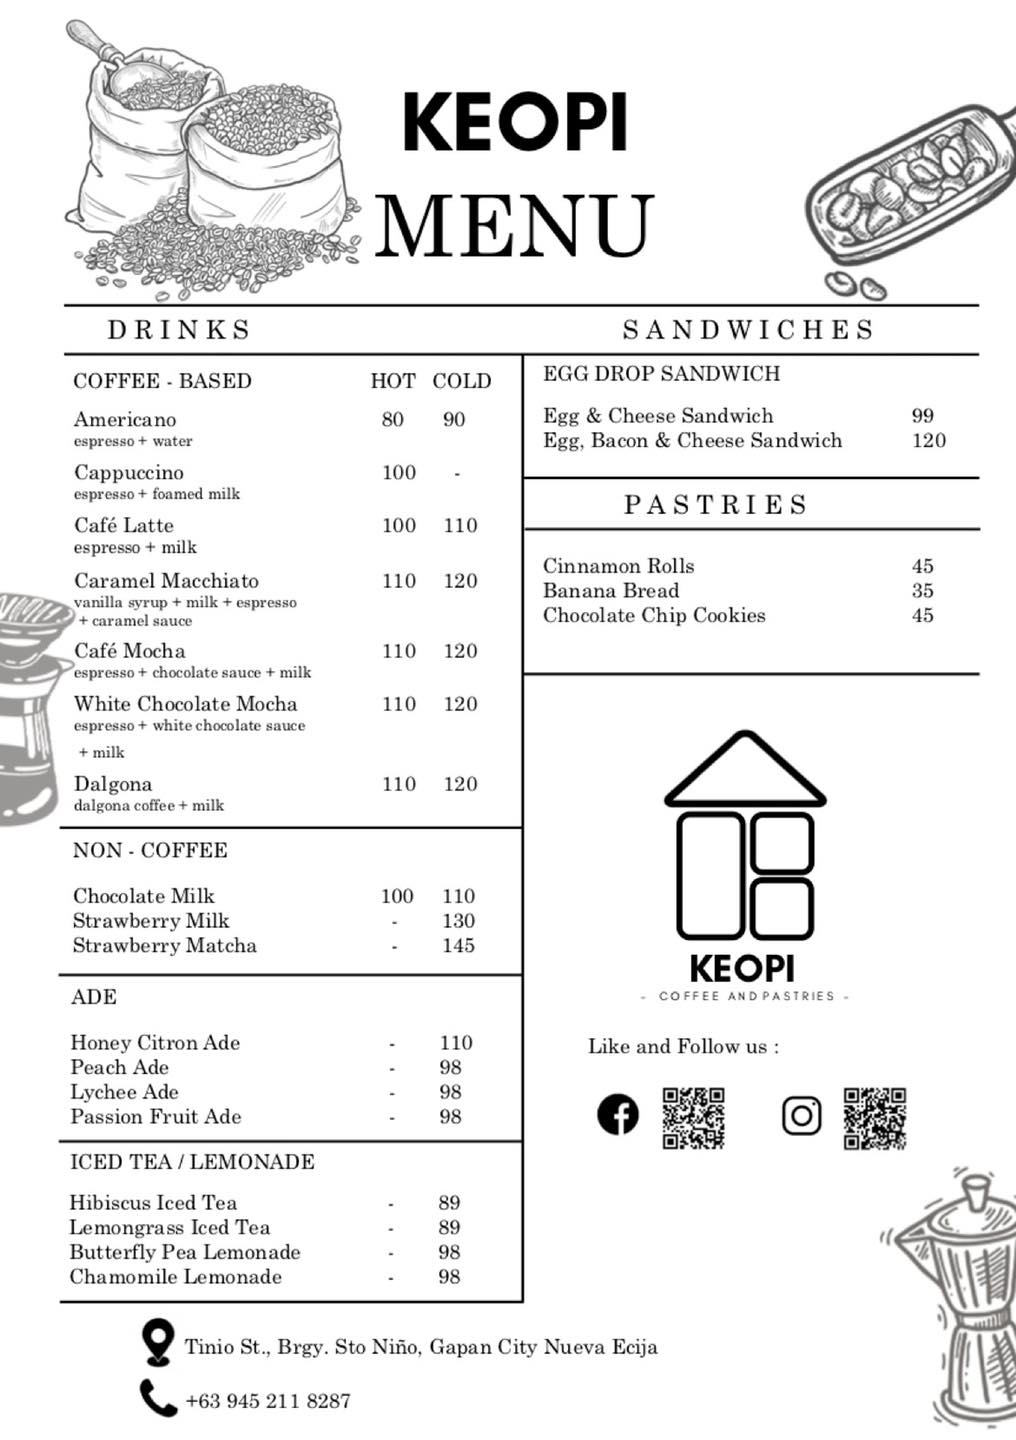 KEOPI
MENU
DRINKS
COFFEE - BASED HOT COLD
Americano 80 90
espresso + water
Cappuccino 100 -
espresso + foamed milk
Café Latte 100 110
espresso + milk
Caramel Macchiato 110 120
vanilla syrup + milk + espresso
+ caramel sauce
Café Mocha 110 120
espresso + chocolate sauce + milk
White Chocolate Mocha 110 120
espresso + white chocolate sauce
+ milk
Dalgona 110 120
dalgona coffee + milk
NON - COFFEE
Chocolate Milk 100 110
Strawberry Milk - 130
Strawberry Matcha - 145
ADE
Honey Citron Ade - 110
Peach Ade - 98
Lychee Ade - 98
Passion Fruit Ade - 98
ICED TEA / LEMONADE
Hibiscus Iced Tea - 89
Lemongrass Iced Tea - 89
Butterfly Pea Lemonade - 98
Chamomile Lemonade - 98
SANDWICHES
EGG DROP SANDWICH
Egg & Cheese Sandwich 99
Egg, Bacon & Cheese Sandwich 120
PASTRIES
Cinnamon Rolls 45
Banana Bread 35
Chocolate Chip Cookies 45
KEOPI
- COFFEE AND PASTRIES -
Like and Follow us :
Tinio St., Brgy. Sto Niño, Gapan City Nueva Ecija
+63 945 211 8287